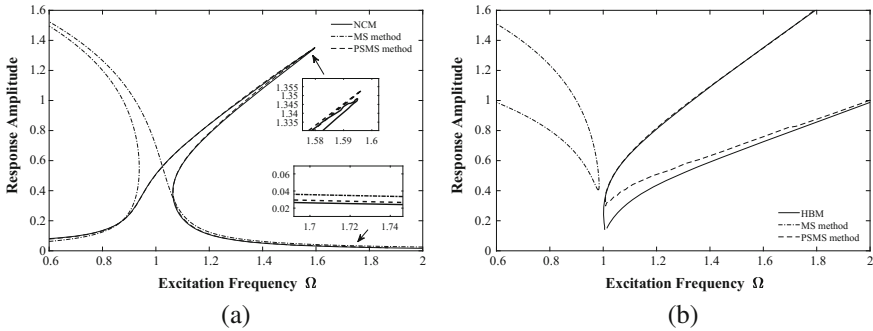 1.6
1.4
1.2
1
0.8
0.6
0.4
0.2
0
Response Amplitude
NCM
MS method
PSMS method
1.355
1.35
1.345
1.34
1.335
1.58 1.59 1.6
0.06
0.04
0.02
1.7 1.72 1.74
0.6 0.8 1 1.2 1.4 1.6 1.8 2
Excitation Frequency Ω
(a)
1.6
1.4
1.2
1
0.8
0.6
0.4
0.2
0
Response Amplitude
HBM
MS method
PSMS method
0.6 0.8 1 1.2 1.4 1.6 1.8 2
Excitation Frequency Ω
(b)